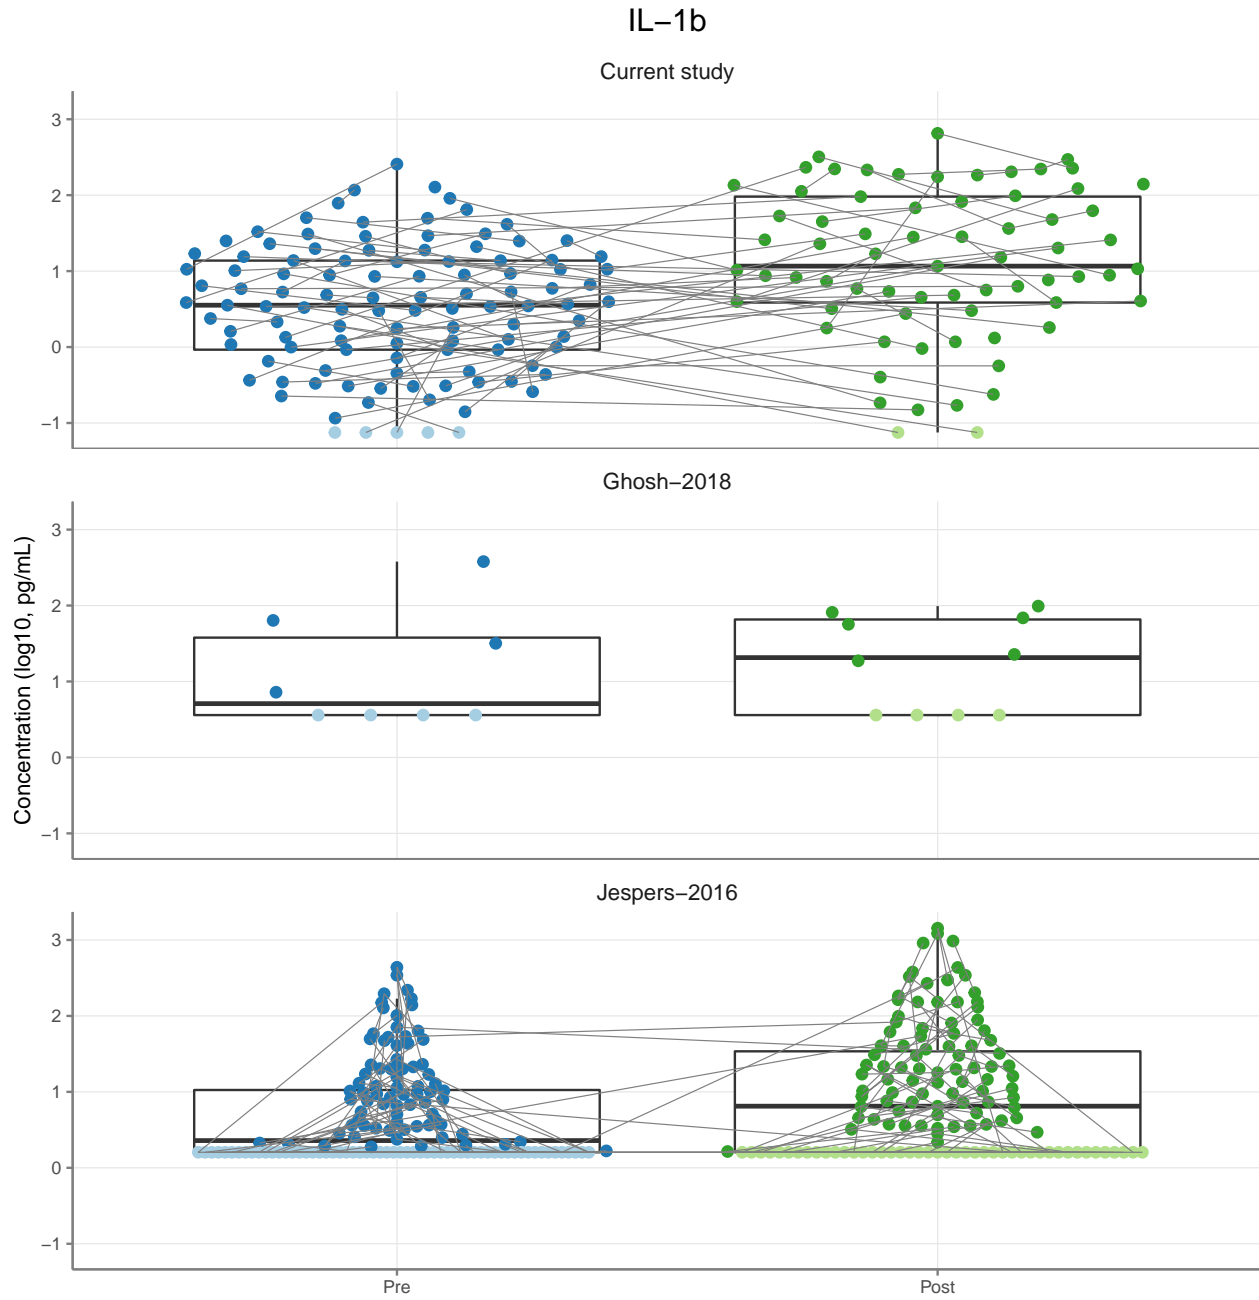 IL−1b
Current study
3
2
1
0
−1
Ghosh−2018
3
2
1
0
−1
Concentration (log10, pg/mL)
Jespers−2016
3
2
1
0
−1
Pre Post